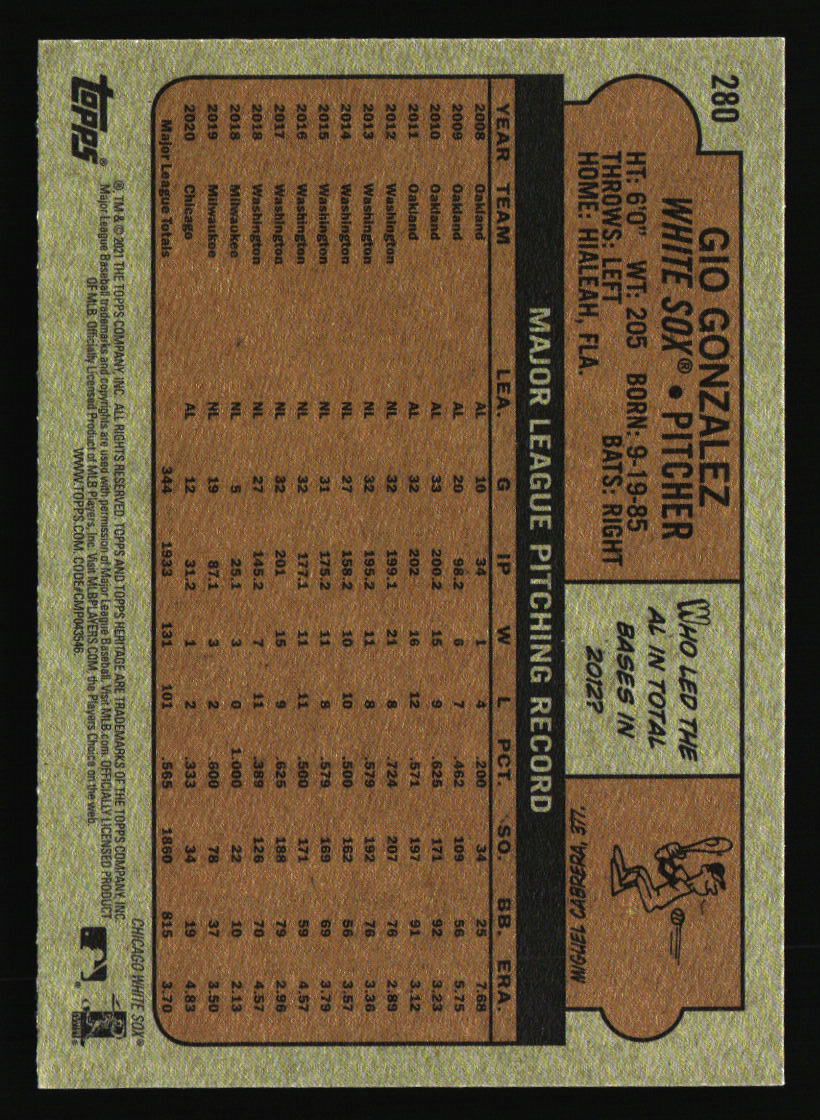 280
GIO GONZALEZ
WHITE SOX® • PITCHER
HT: 6'0" WT: 205 BORN: 9-19-85
THROWS: LEFT BATS: RIGHT
HOME: HIALEAH, FLA.
WHO LED THE
AL IN TOTAL
BASES IN
2012?
MIGUEL CABRERA, 377.
MAJOR LEAGUE PITCHING RECORD
YEAR TEAM LEA. G IP W L PCT. SO. BB. ERA.
2008 Oakland AL 10 34 1 4 .200 34 25 7.68
2009 Oakland AL 20 98.2 6 7 .462 109 56 5.75
2010 Oakland AL 33 200.2 15 9 .625 171 92 3.23
2011 Oakland AL 32 202 16 12 .571 197 91 3.12
2012 Washington NL 32 199.1 21 8 .724 207 76 2.89
2013 Washington NL 32 195.2 11 8 .579 192 76 3.36
2014 Washington NL 27 158.2 10 10 .500 162 56 3.57
2015 Washington NL 31 175.2 11 8 .579 169 69 3.79
2016 Washington NL 32 177.1 11 11 .500 171 59 4.57
2017 Washington NL 32 201 15 9 .625 188 79 2.96
2018 Washington NL 27 145.2 7 11 .389 126 70 4.57
2018 Milwaukee NL 5 25.1 3 0 1.000 22 10 2.13
2019 Milwaukee NL 19 87.1 3 2 .600 78 37 3.50
2020 Chicago AL 12 31.2 1 2 .333 34 19 4.83
Major League Totals 344 1933 131 101 .565 1860 815 3.70
CHICAGO WHITE SOX®
topps®
®, TM & © 2021 THE TOPPS COMPANY, INC. ALL RIGHTS RESERVED. TOPPS AND TOPPS HERITAGE ARE TRADEMARKS OF THE TOPPS COMPANY, INC.
Major League Baseball trademarks and copyrights are used with permission of Major League Baseball. Visit MLB.com. OFFICIALLY LICENSED PRODUCT
OF MLB. Officially Licensed Product of MLB Players, Inc. Visit MLBPLAYERS.COM, the Players Choice on the web.
WWW.TOPPS.COM. CODE#CMP043546.